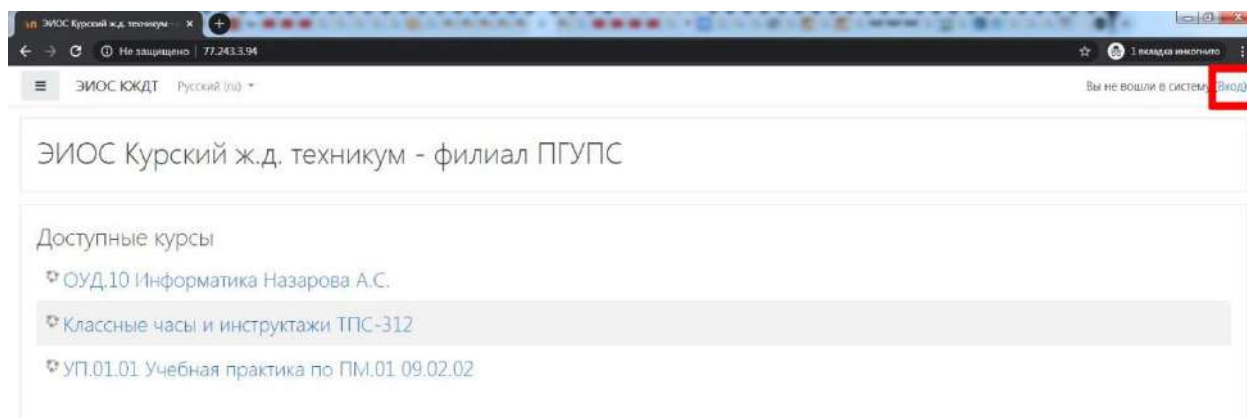 ЭИОС Курский ж.д. техникум
Не защищено | 77.243.3.94
1 вкладка инкогнито
ЭИОС КЖДТ Русский (ru)
Вы не вошли в систему (Вход)
ЭИОС Курский ж.д. техникум - филиал ПГУПС
Доступные курсы
ОУД.10 Информатика Назарова А.С.
Классные часы и инструктажи ТПС-312
УП.01.01 Учебная практика по ПМ.01 09.02.02